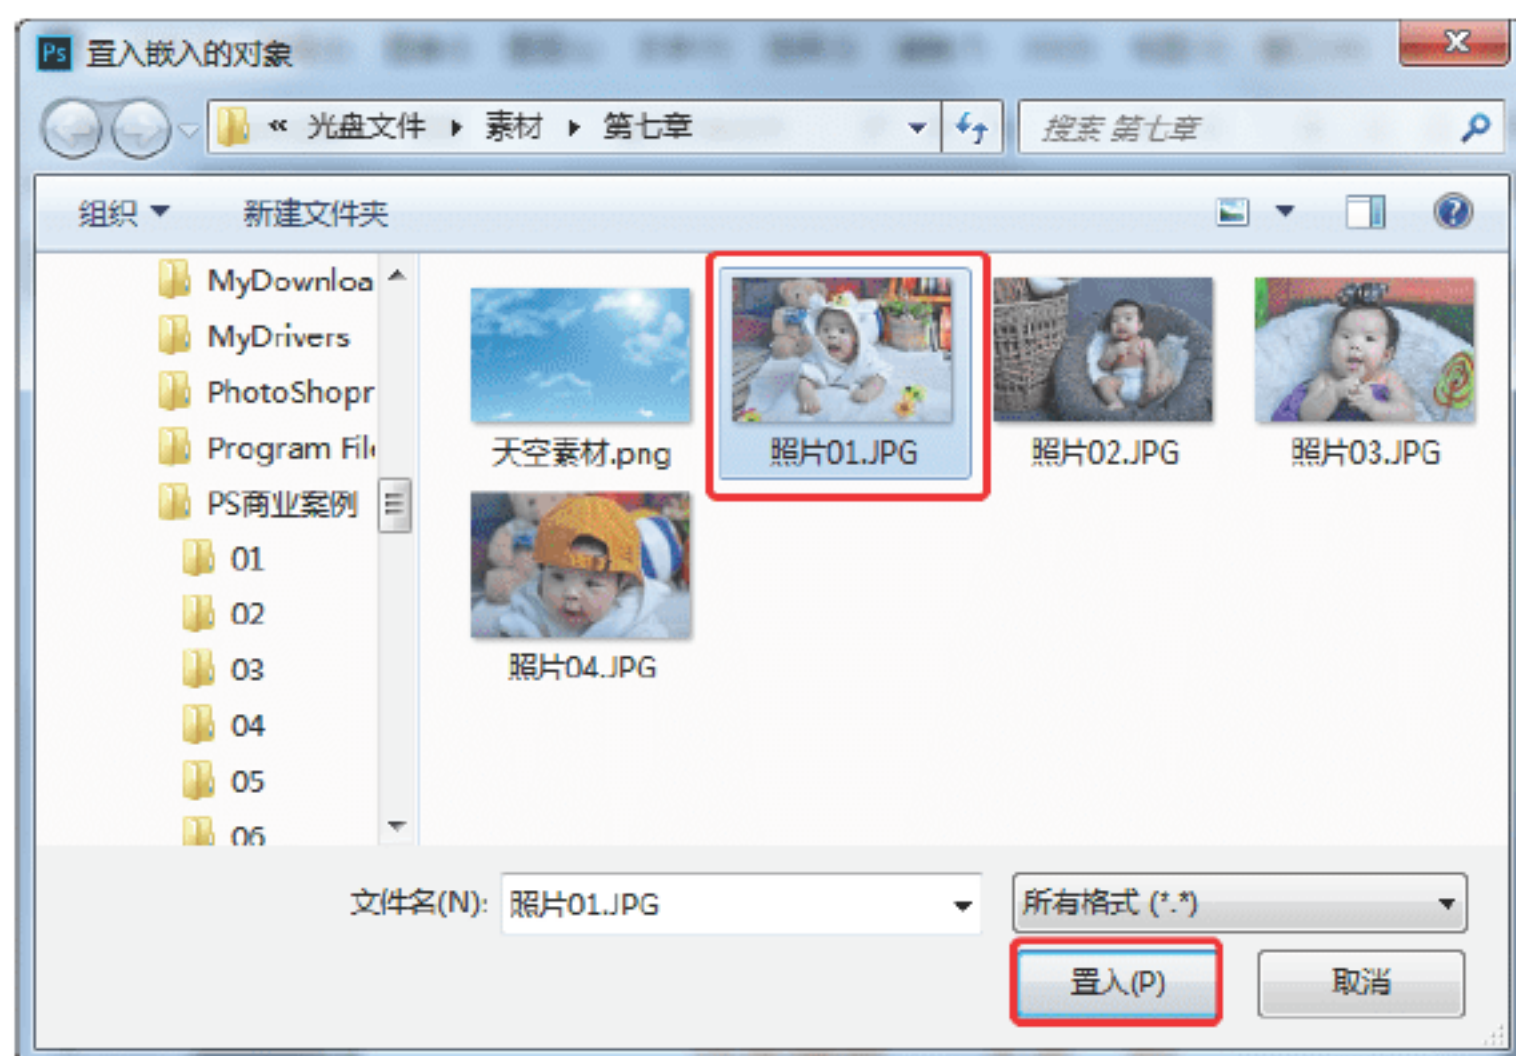 Ps 置入嵌入的对象
« 光盘文件 素材 第七章
搜索 第七章
组织 新建文件夹
MyDownloa
MyDrivers
PhotoShopr
Program File
PS商业案例
01
02
03
04
05
06
天空素材.png
照片01.JPG
照片02.JPG
照片03.JPG
照片04.JPG
文件名(N): 照片01.JPG
所有格式 (*.*)
置入(P)
取消